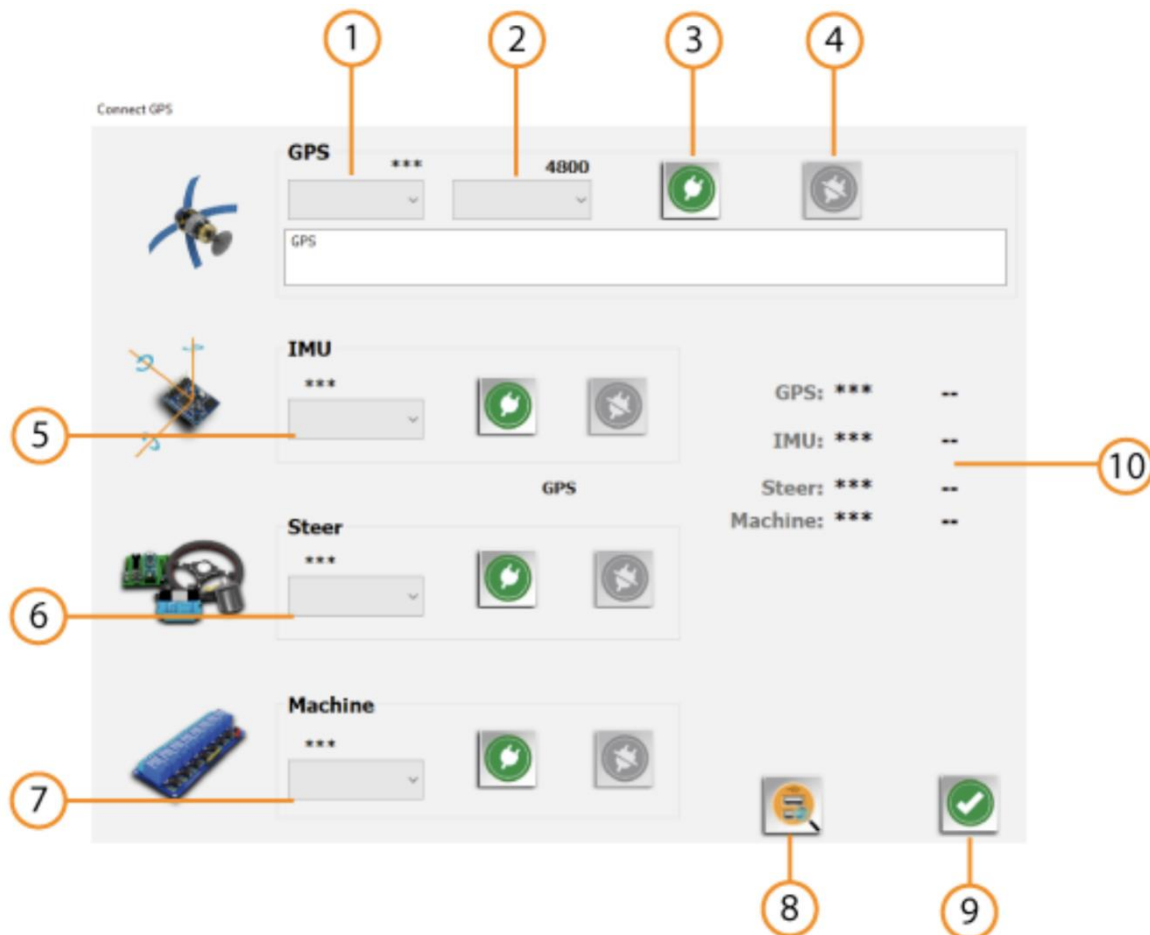 1
2
3
4
Connect GPS
GPS
***
4800
GPS
IMU
***
5
GPS: *** --
IMU: *** --
10
GPS
Steer: *** --
Machine: *** --
Steer
***
6
Machine
***
7
8
9